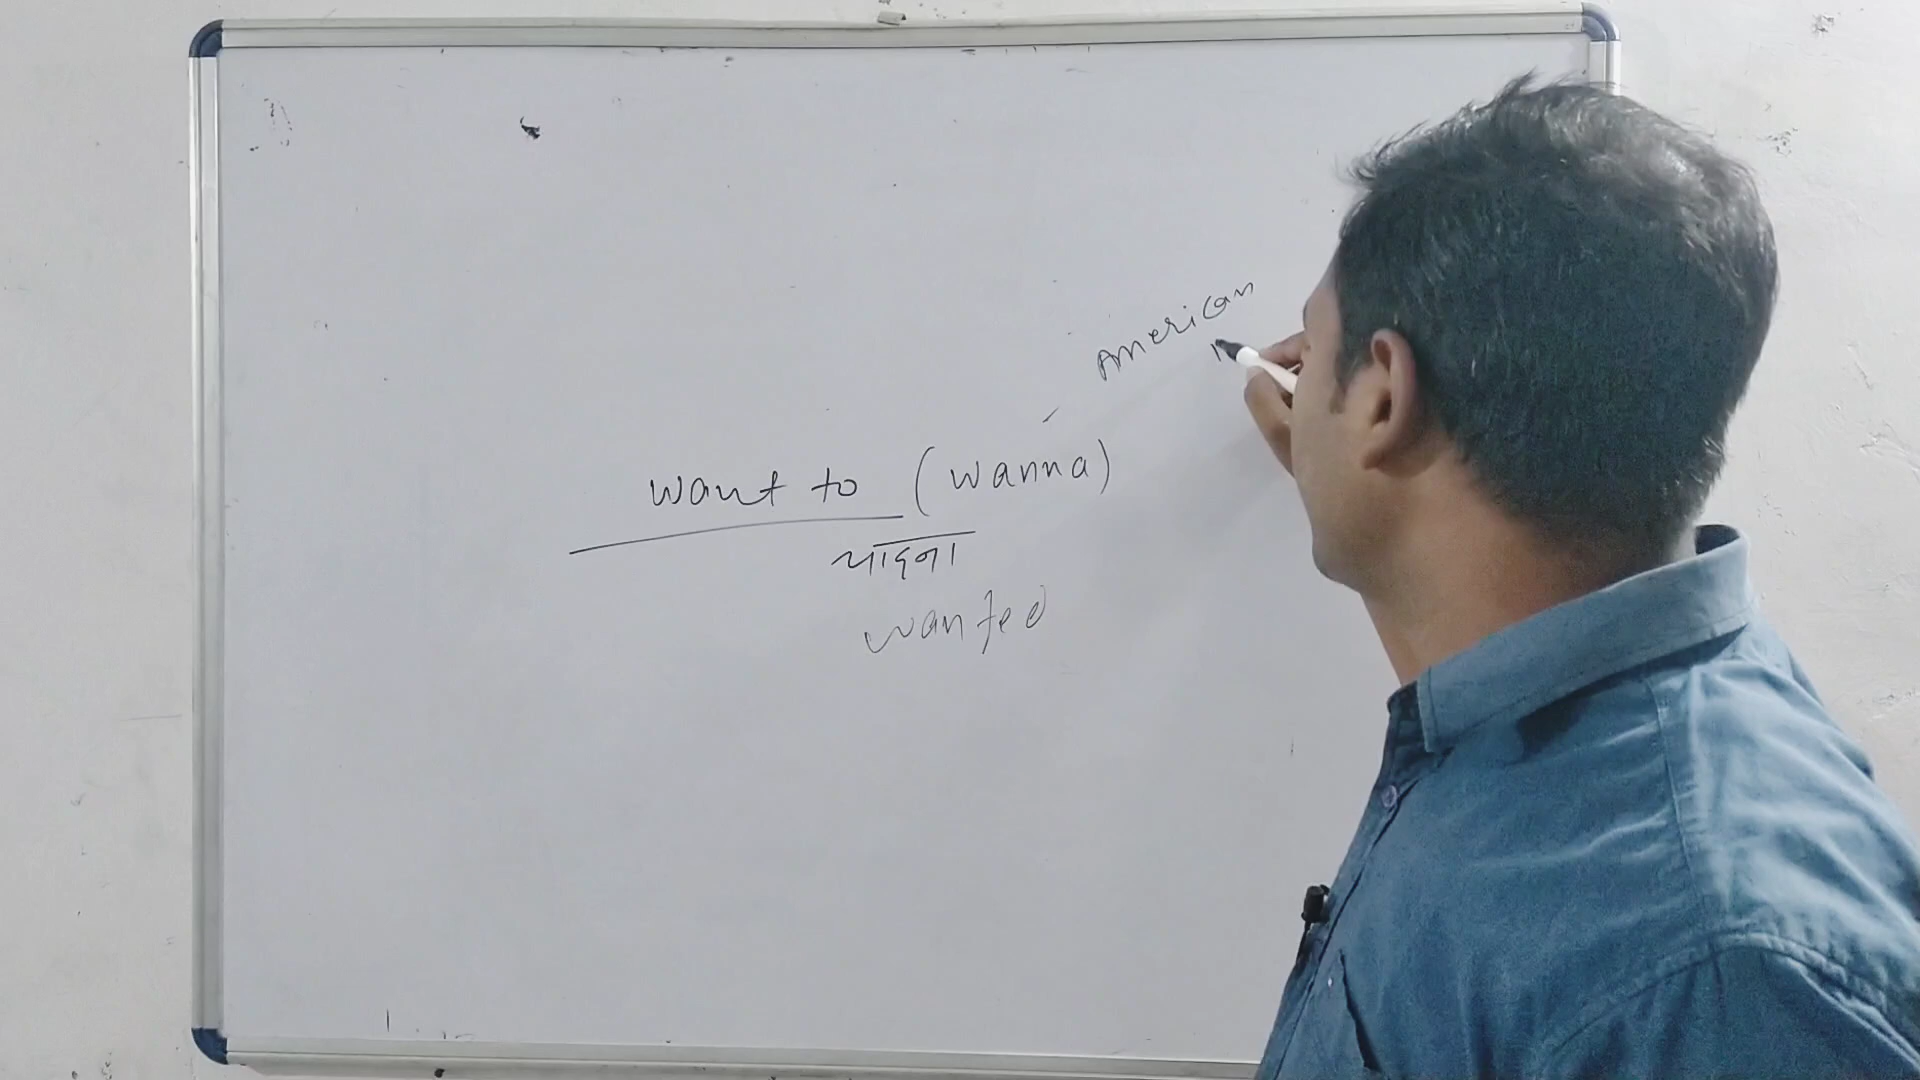 American
want to (wanna)
चाहना
wanted